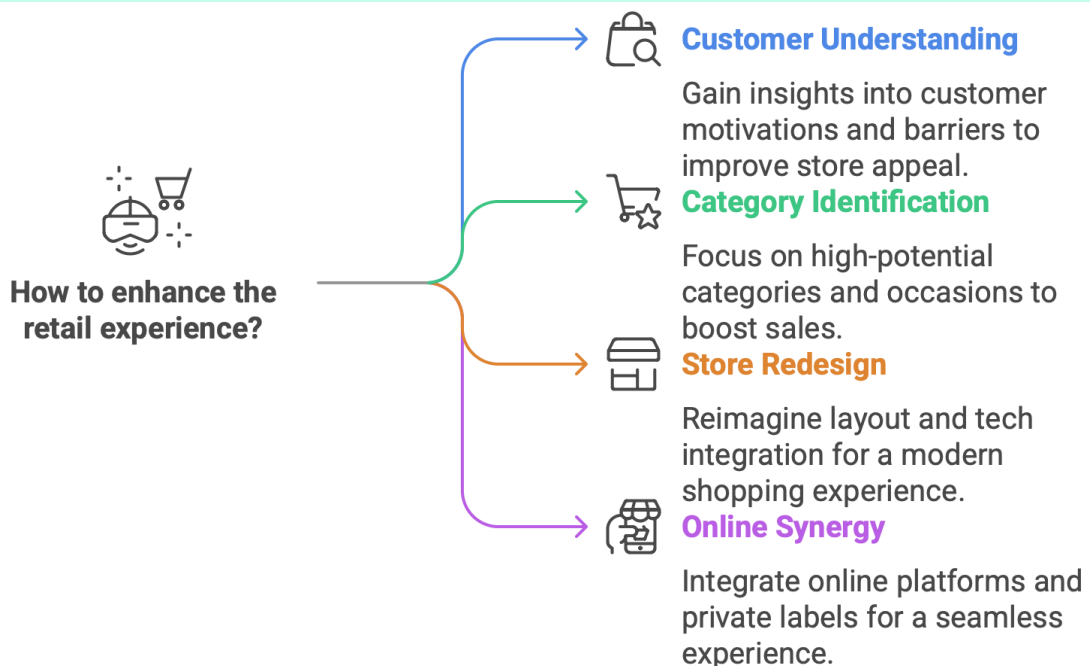 How to enhance the
retail experience?
Customer Understanding
Gain insights into customer
motivations and barriers to
improve store appeal.
Category Identification
Focus on high-potential
categories and occasions to
boost sales.
Store Redesign
Reimagine layout and tech
integration for a modern
shopping experience.
Online Synergy
Integrate online platforms and
private labels for a seamless
experience.